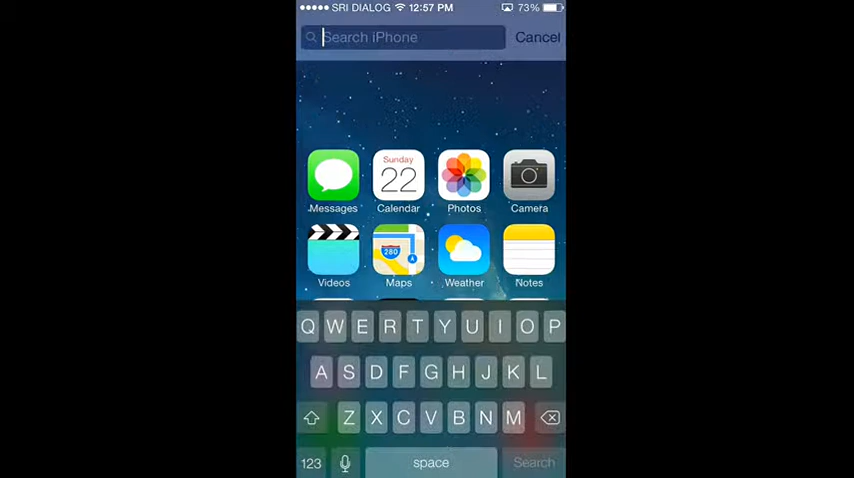 SRI DIALOG 12:57 PM 73%
Search iPhone Cancel
Sunday
22
Messages Calendar Photos Camera
280
Videos Maps Weather Notes
Q W E R T Y U I O P
A S D F G H J K L
Z X C V B N M
123 space Search